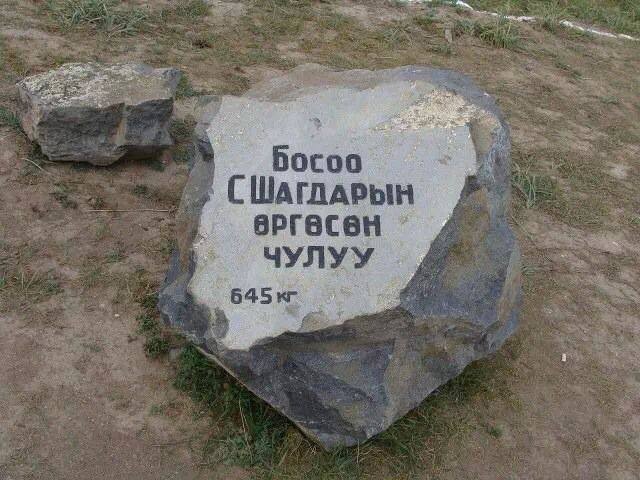 Босоо
С ШАГДАРЫН
ӨРГӨСӨН
ЧУЛУУ
645 кг